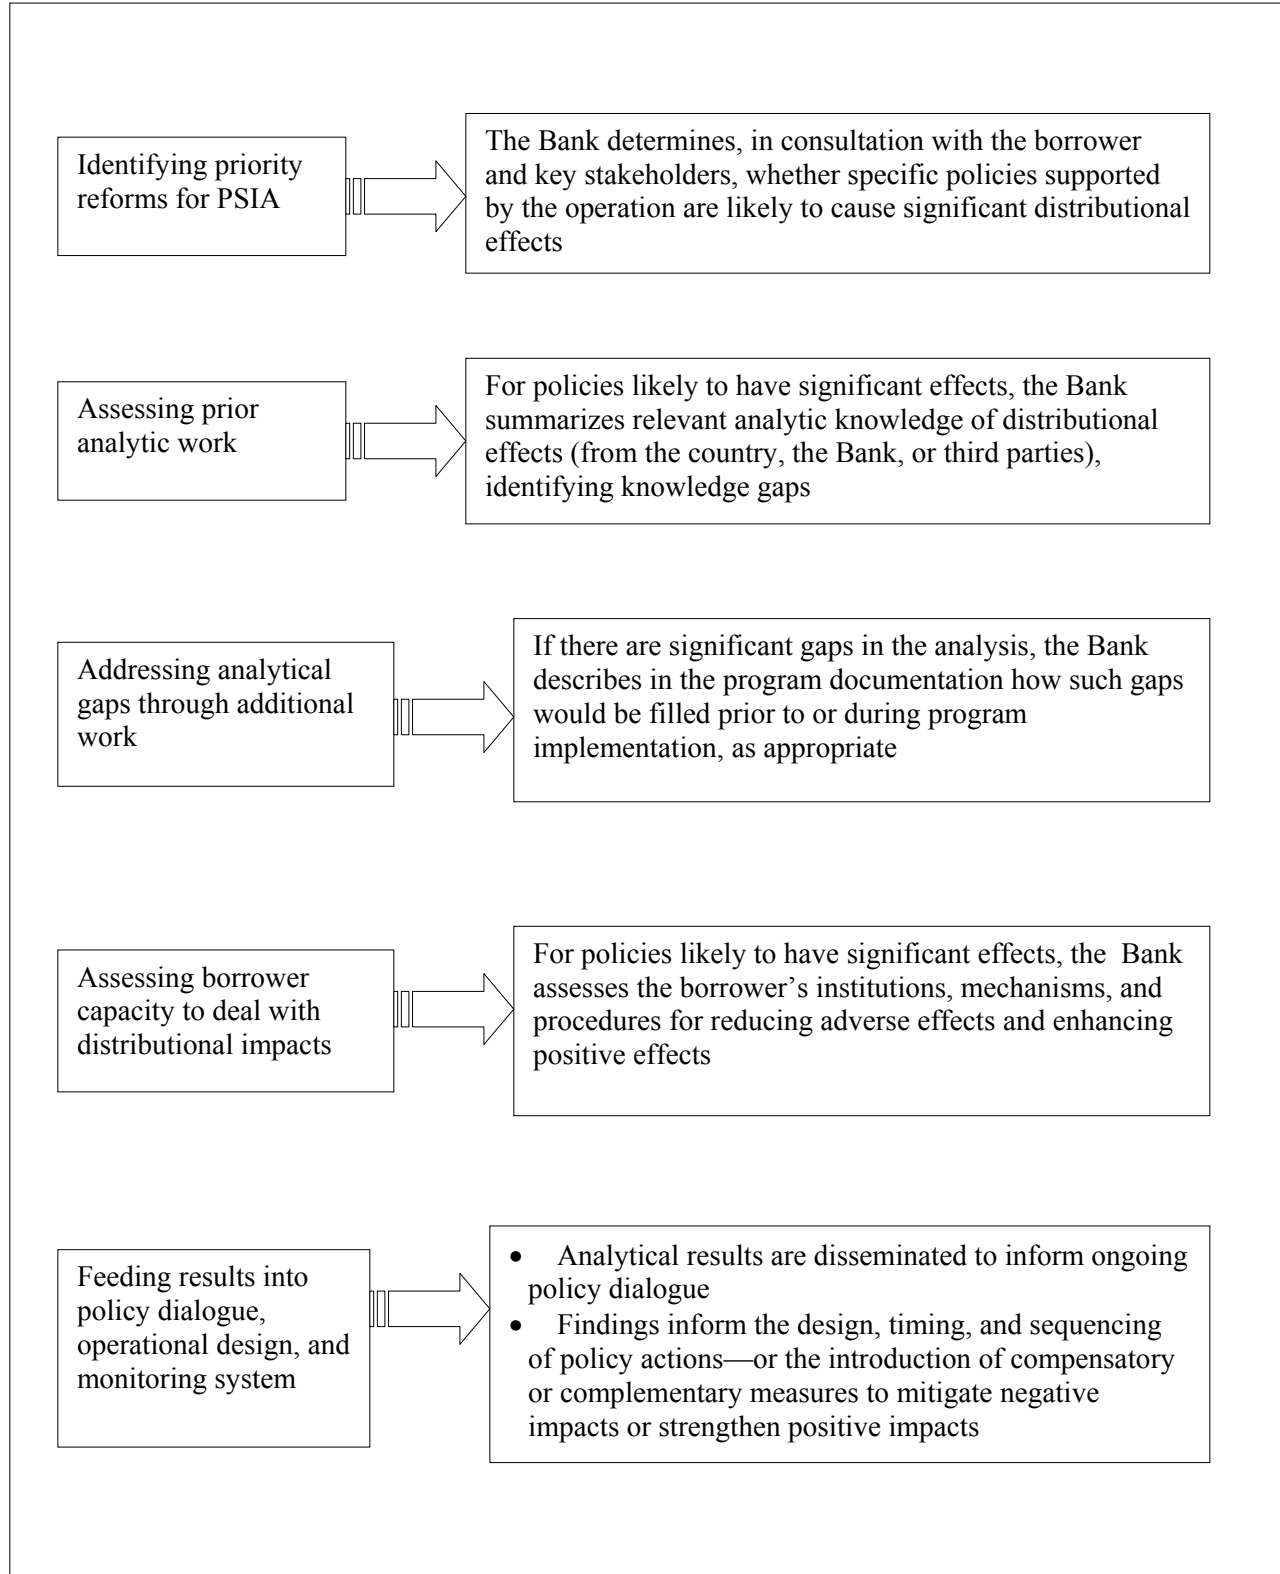 Identifying priority
reforms for PSIA
The Bank determines, in consultation with the borrower
and key stakeholders, whether specific policies supported
by the operation are likely to cause significant distributional
effects
Assessing prior
analytic work
For policies likely to have significant effects, the Bank
summarizes relevant analytic knowledge of distributional
effects (from the country, the Bank, or third parties),
identifying knowledge gaps
Addressing analytical
gaps through additional
work
If there are significant gaps in the analysis, the Bank
describes in the program documentation how such gaps
would be filled prior to or during program
implementation, as appropriate
Assessing borrower
capacity to deal with
distributional impacts
For policies likely to have significant effects, the Bank
assesses the borrower’s institutions, mechanisms, and
procedures for reducing adverse effects and enhancing
positive effects
Feeding results into
policy dialogue,
operational design, and
monitoring system
• Analytical results are disseminated to inform ongoing
policy dialogue
• Findings inform the design, timing, and sequencing
of policy actions—or the introduction of compensatory
or complementary measures to mitigate negative
impacts or strengthen positive impacts